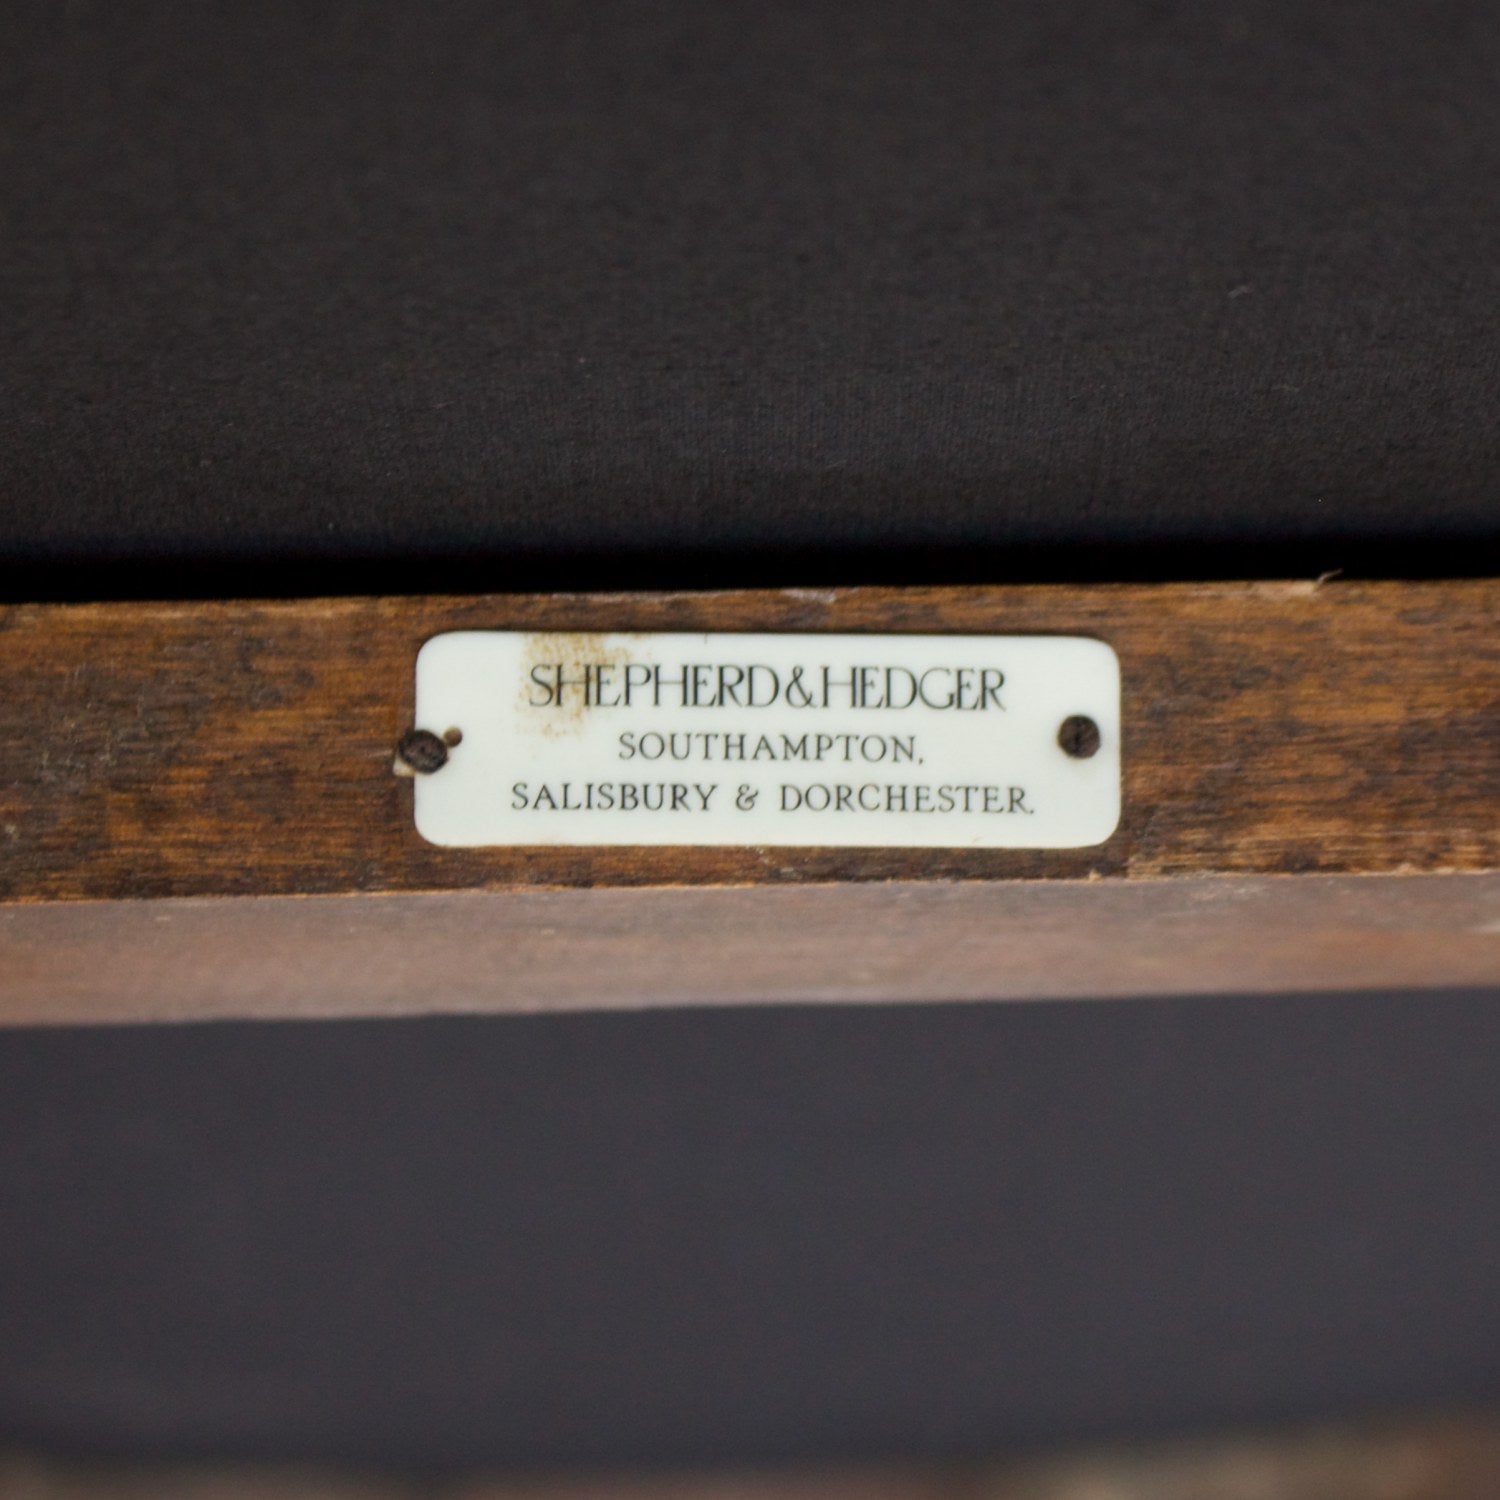 SHEPHERD & HEDGER
SOUTHAMPTON,
SALISBURY & DORCHESTER.